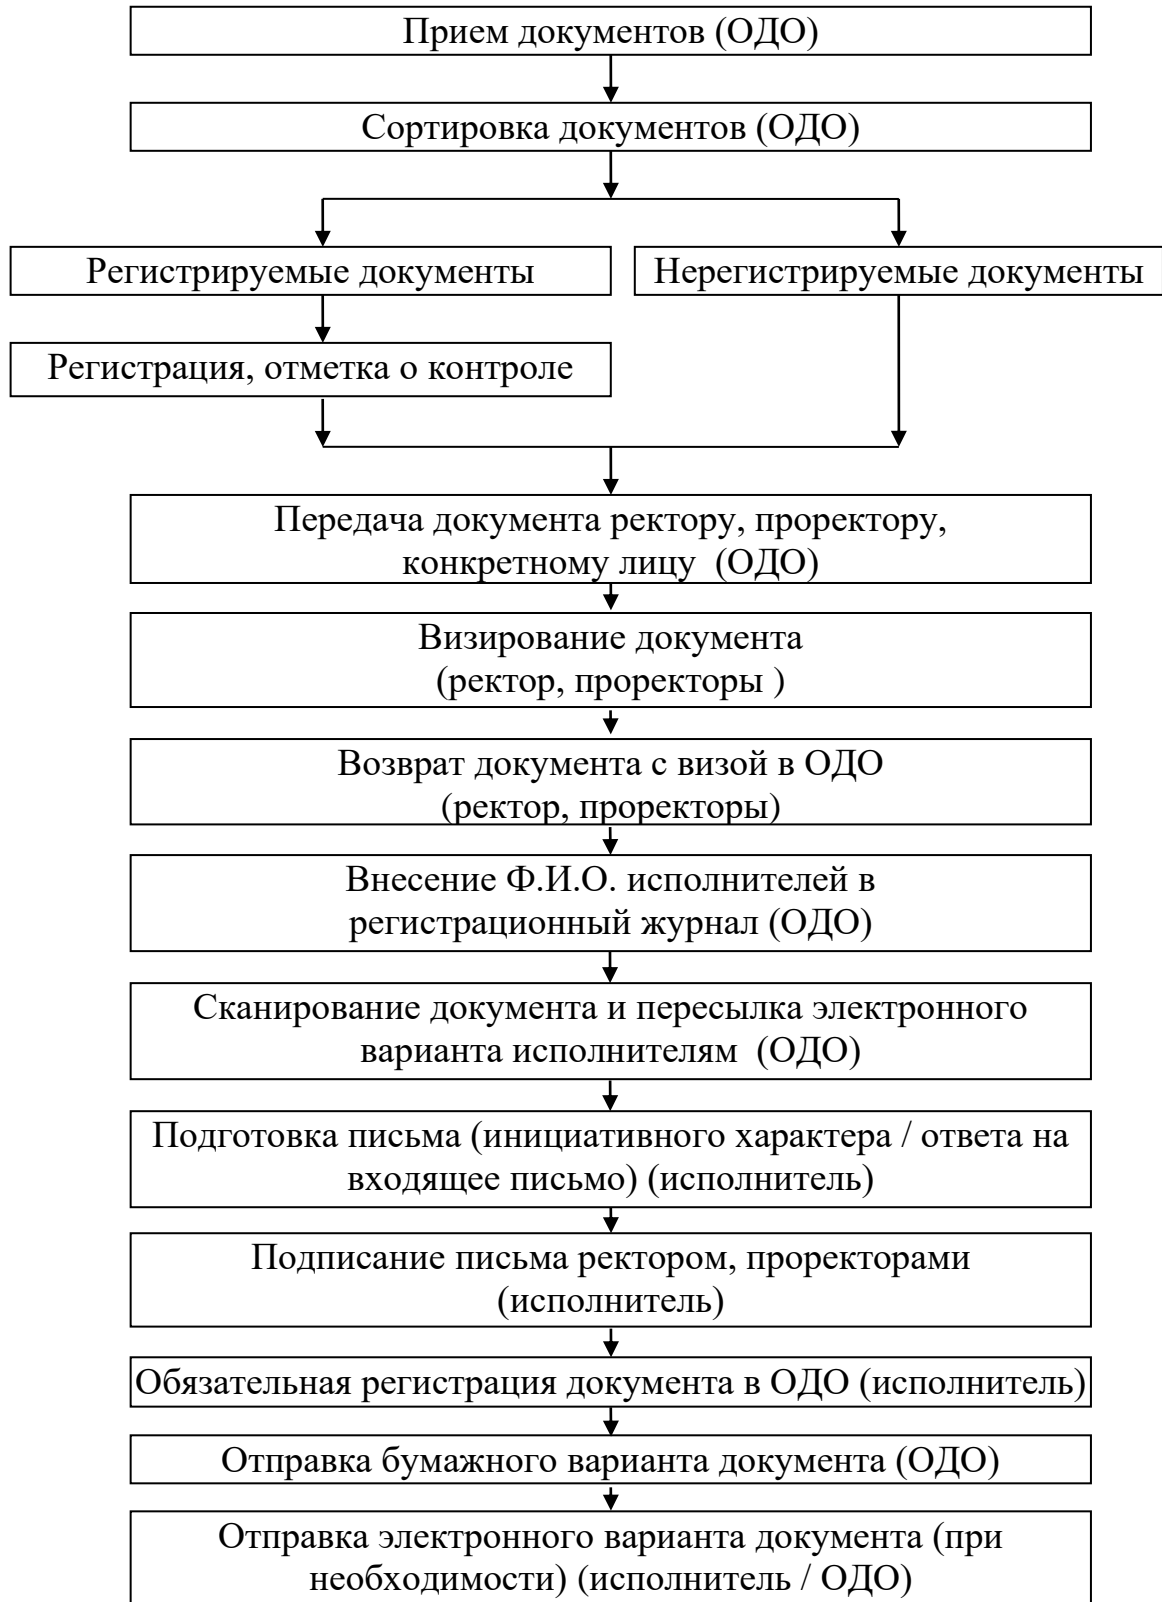 Прием документов (ОДО)
Сортировка документов (ОДО)
Регистрируемые документы
Нерегистрируемые документы
Регистрация, отметка о контроле
Передача документа ректору, проректору,
конкретному лицу (ОДО)
Визирование документа
(ректор, проректоры )
Возврат документа с визой в ОДО
(ректор, проректоры)
Внесение Ф.И.О. исполнителей в
регистрационный журнал (ОДО)
Сканирование документа и пересылка электронного
варианта исполнителям (ОДО)
Подготовка письма (инициативного характера / ответа на
входящее письмо) (исполнитель)
Подписание письма ректором, проректорами
(исполнитель)
Обязательная регистрация документа в ОДО (исполнитель)
Отправка бумажного варианта документа (ОДО)
Отправка электронного варианта документа (при
необходимости) (исполнитель / ОДО)